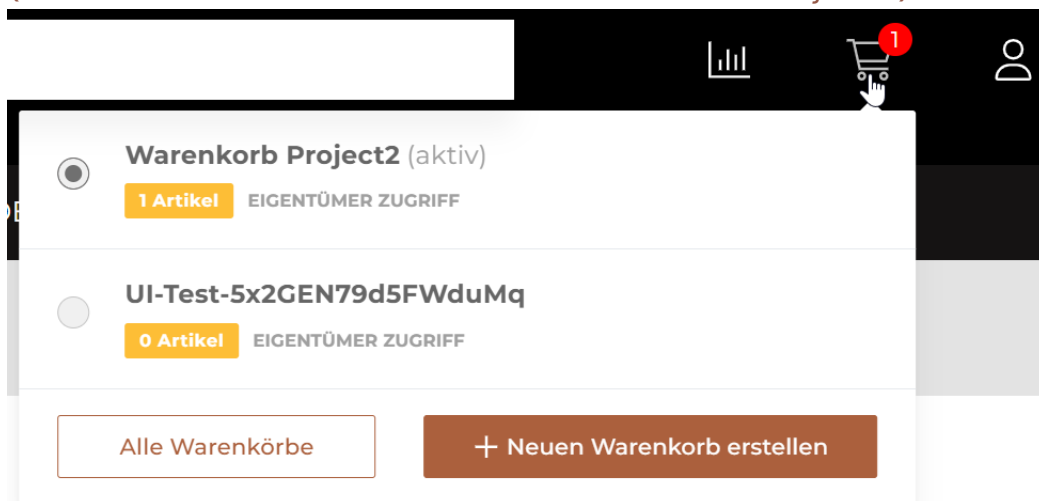 1
Warenkorb Project2 (aktiv)
1 Artikel EIGENTÜMER ZUGRIFF
UI-Test-5x2GEN79d5FWduMq
0 Artikel EIGENTÜMER ZUGRIFF
Alle Warenkörbe
+ Neuen Warenkorb erstellen